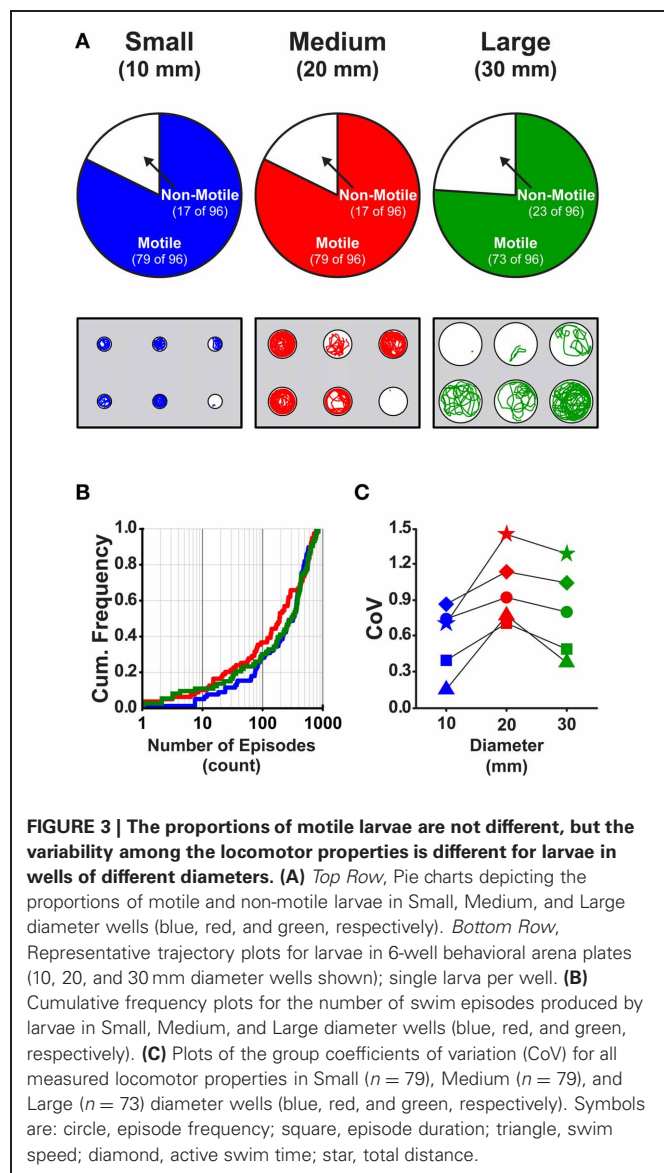 A
Small
(10 mm)
Medium
(20 mm)
Large
(30 mm)
Non-Motile
(17 of 96)
Motile
(79 of 96)
Non-Motile
(17 of 96)
Motile
(79 of 96)
Non-Motile
(23 of 96)
Motile
(73 of 96)
B
Cum. Frequency
1.0
0.8
0.6
0.4
0.2
0.0
1
10
100
1000
Number of Episodes
(count)
C
CoV
1.5
1.2
0.9
0.6
0.3
0.0
10
20
30
Diameter
(mm)
FIGURE 3 | The proportions of motile larvae are not different, but the
variability among the locomotor properties is different for larvae in
wells of different diameters. (A) Top Row, Pie charts depicting the
proportions of motile and non-motile larvae in Small, Medium, and Large
diameter wells (blue, red, and green, respectively). Bottom Row,
Representative trajectory plots for larvae in 6-well behavioral arena plates
(10, 20, and 30 mm diameter wells shown); single larva per well. (B)
Cumulative frequency plots for the number of swim episodes produced by
larvae in Small, Medium, and Large diameter wells (blue, red, and green,
respectively). (C) Plots of the group coefficients of variation (CoV) for all
measured locomotor properties in Small (n = 79), Medium (n = 79), and
Large (n = 73) diameter wells (blue, red, and green, respectively). Symbols
are: circle, episode frequency; square, episode duration; triangle, swim
speed; diamond, active swim time; star, total distance.